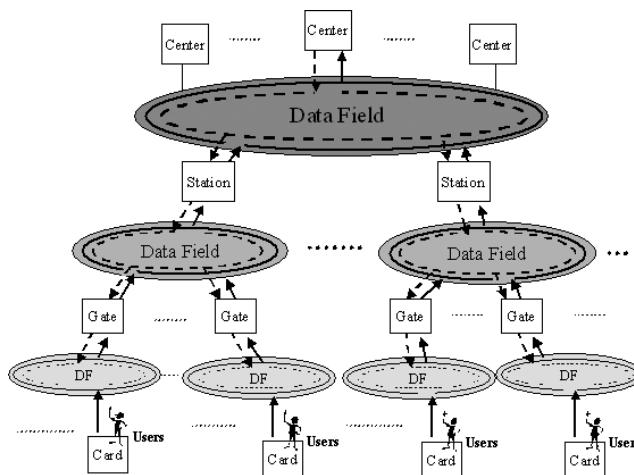 Center
Center
Center
Data Field
Station
Station
Data Field
Data Field
Gate
Gate
Gate
Gate
DF
DF
DF
DF
Users
Users
Users
User
Card
Card
Card
Card